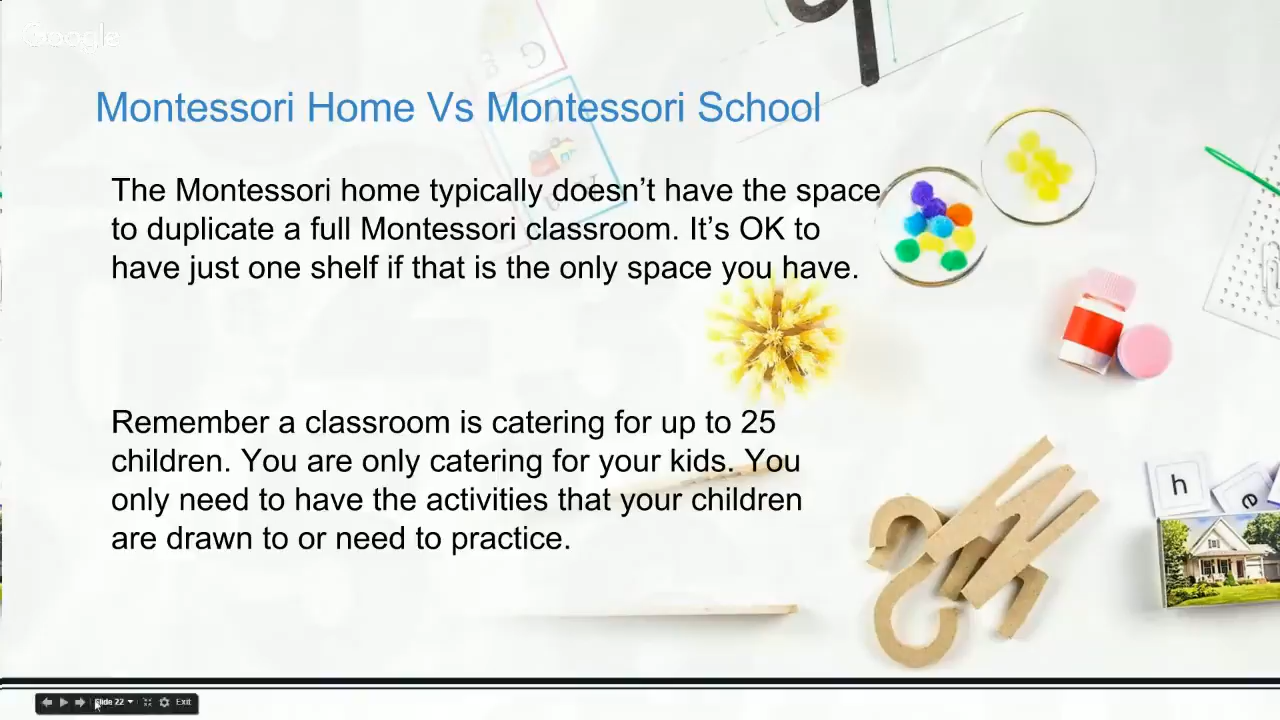 Google
Montessori Home Vs Montessori School
The Montessori home typically doesn’t have the space
to duplicate a full Montessori classroom. It’s OK to
have just one shelf if that is the only space you have.
Remember a classroom is catering for up to 25
children. You are only catering for your kids. You
only need to have the activities that your children
are drawn to or need to practice.
h
e
Slide 22
Exit